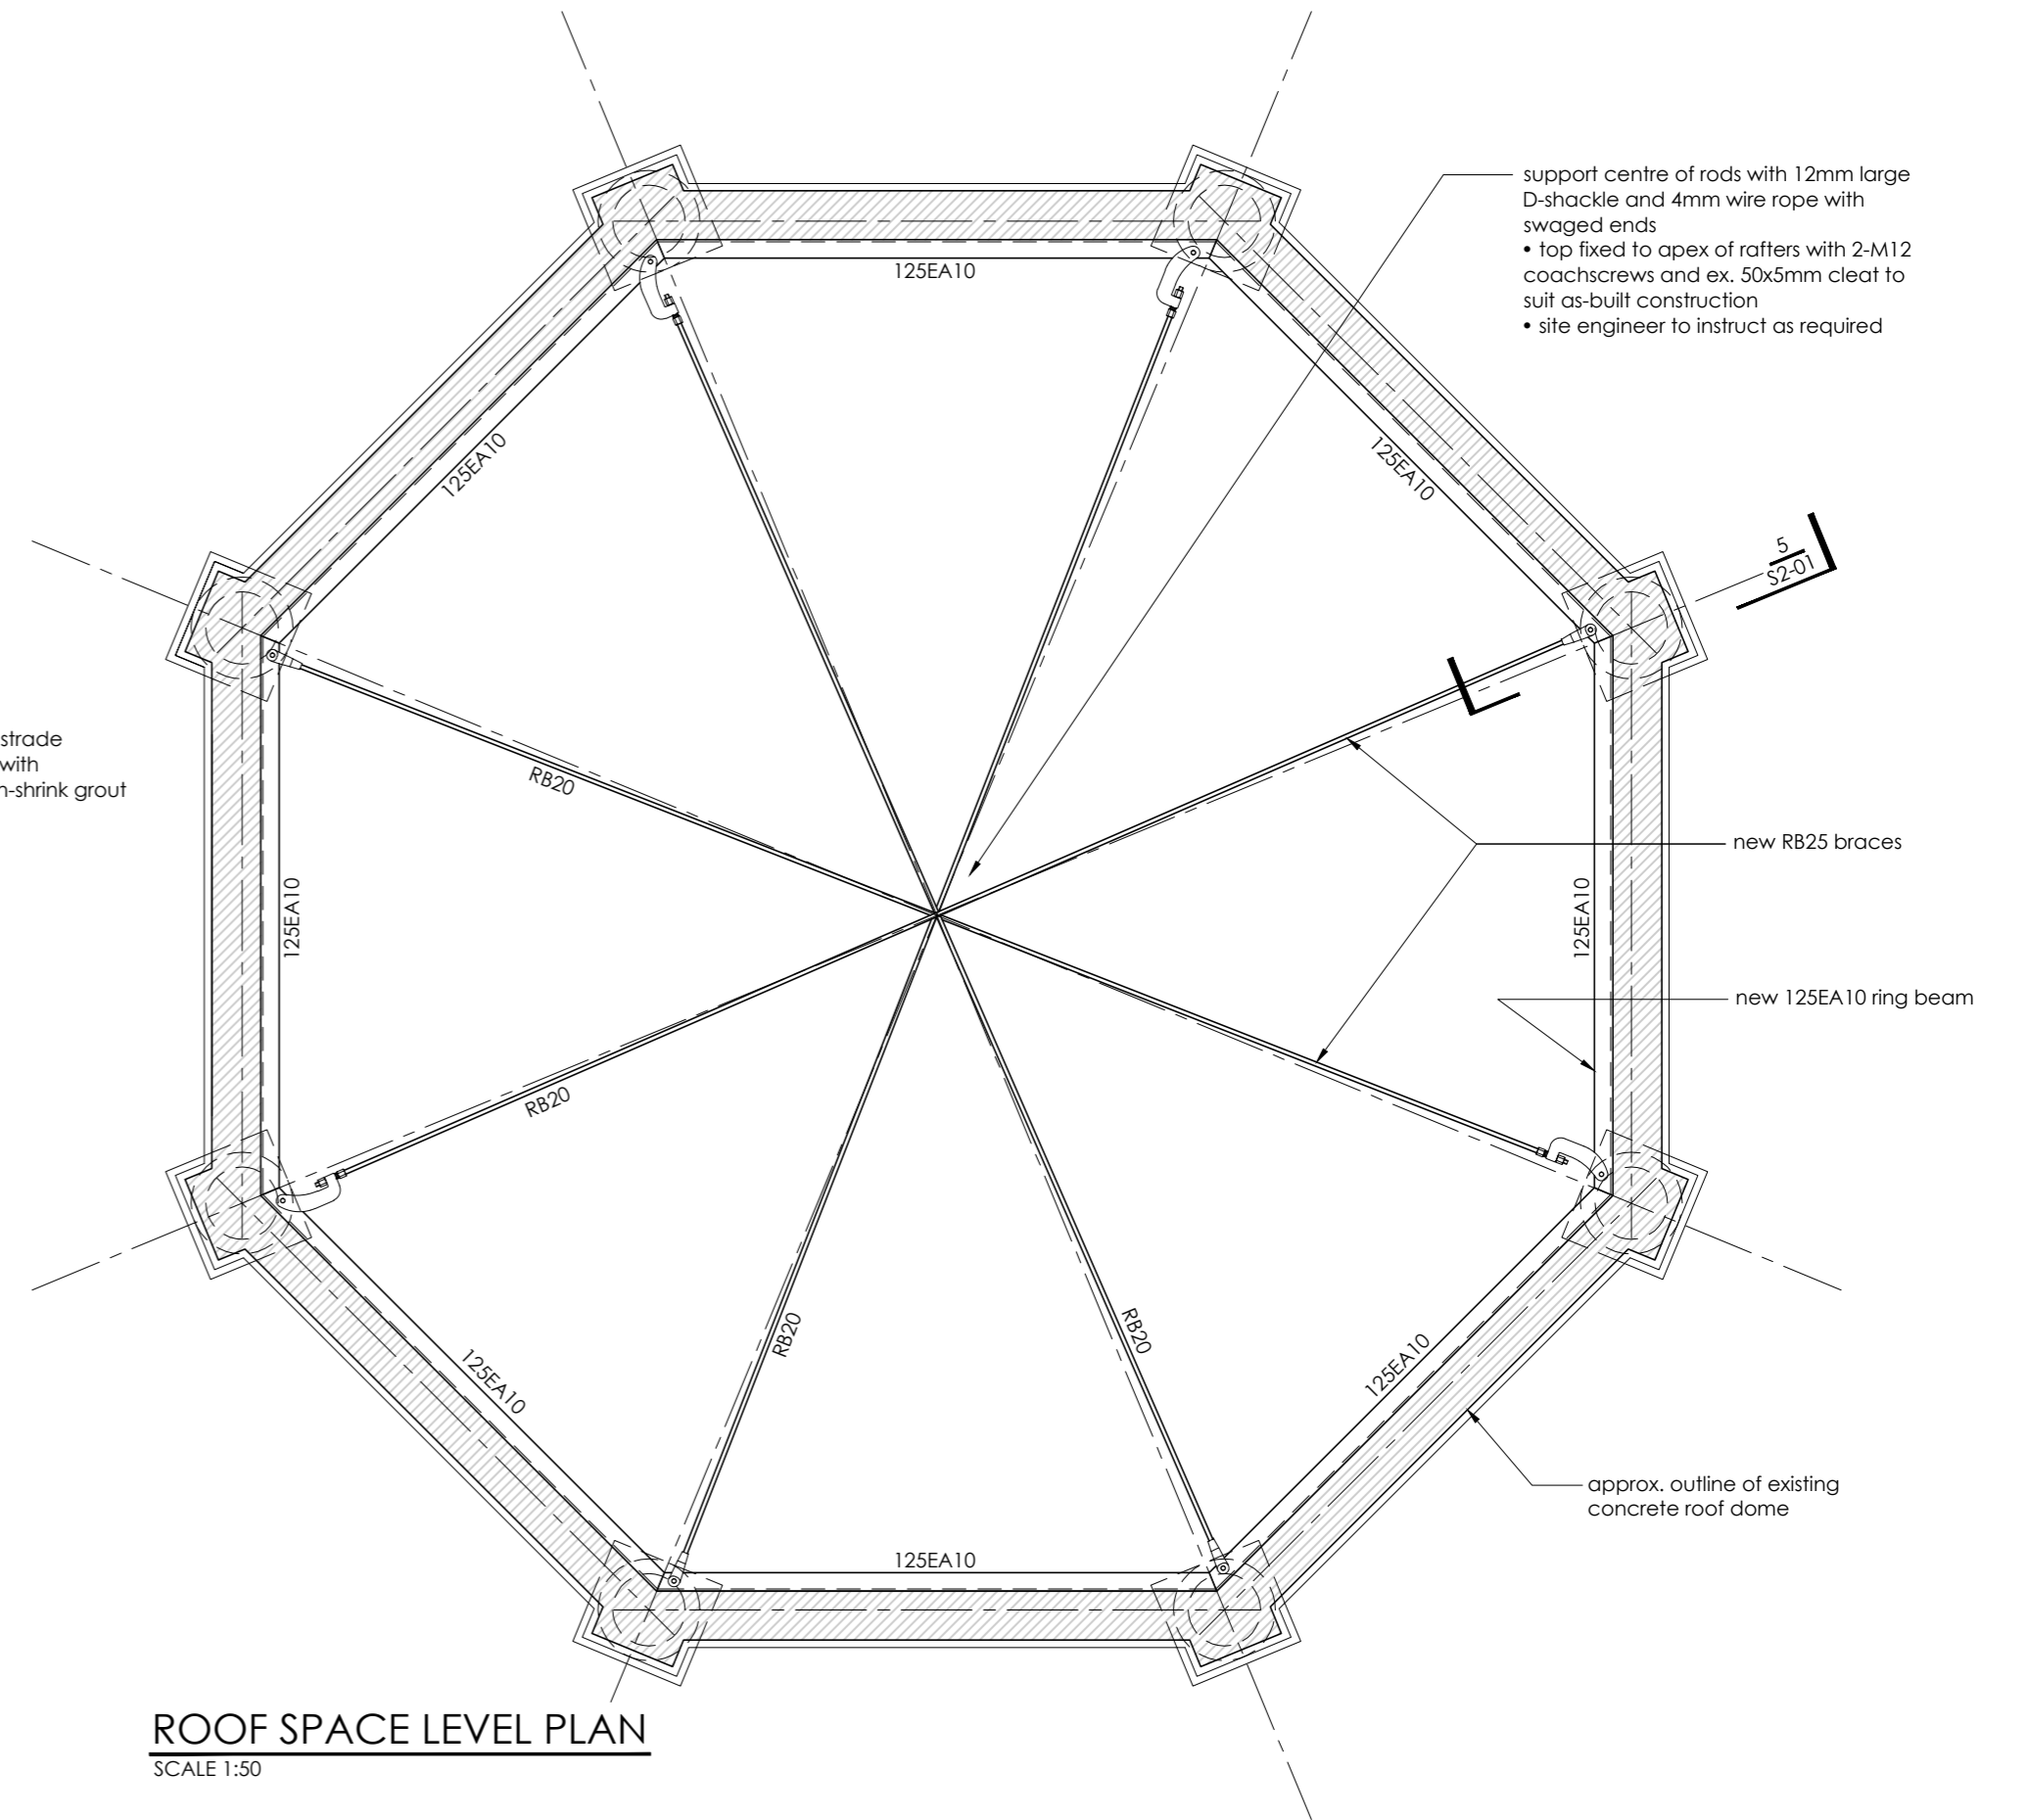 support centre of rods with 12mm large
D-shackle and 4mm wire rope with
swaged ends
• top fixed to apex of rafters with 2-M12
coachscrews and ex. 50x5mm cleat to
suit as-built construction
• site engineer to instruct as required
125EA10
125EA10
125EA10
5
S2-01
strade
with
n-shrink grout
RB20
new RB25 braces
125EA10
125EA10
new 125EA10 ring beam
RB20
RB20
RB20
125EA10
125EA10
approx. outline of existing
concrete roof dome
125EA10
ROOF SPACE LEVEL PLAN
SCALE 1:50